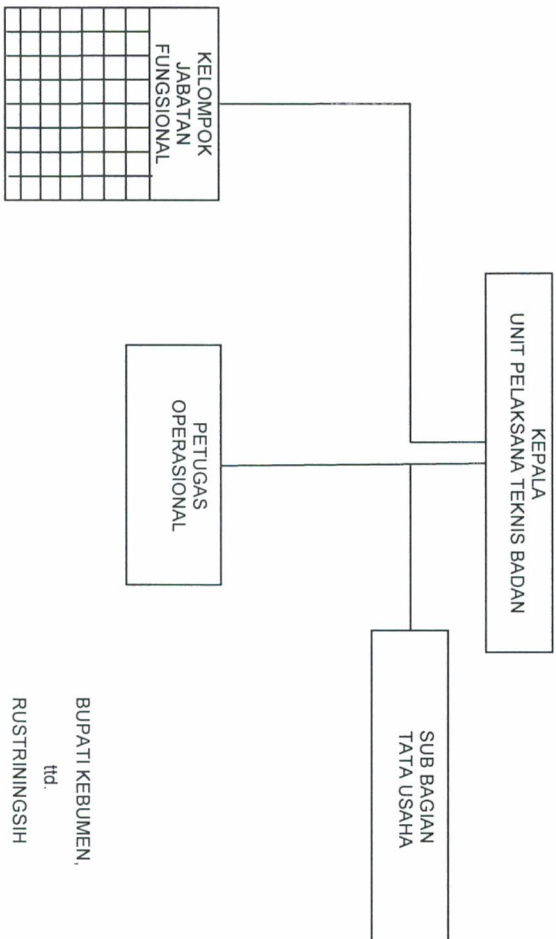 KEPALA
UNIT PELAKSANA TEKNIS BADAN
SUB BAGIAN
TATA USAHA
KELOMPOK
JABATAN
FUNGSIONAL
PETUGAS
OPERASIONAL
BUPATI KEBUMEN,
ttd.
RUSTRININGSIH